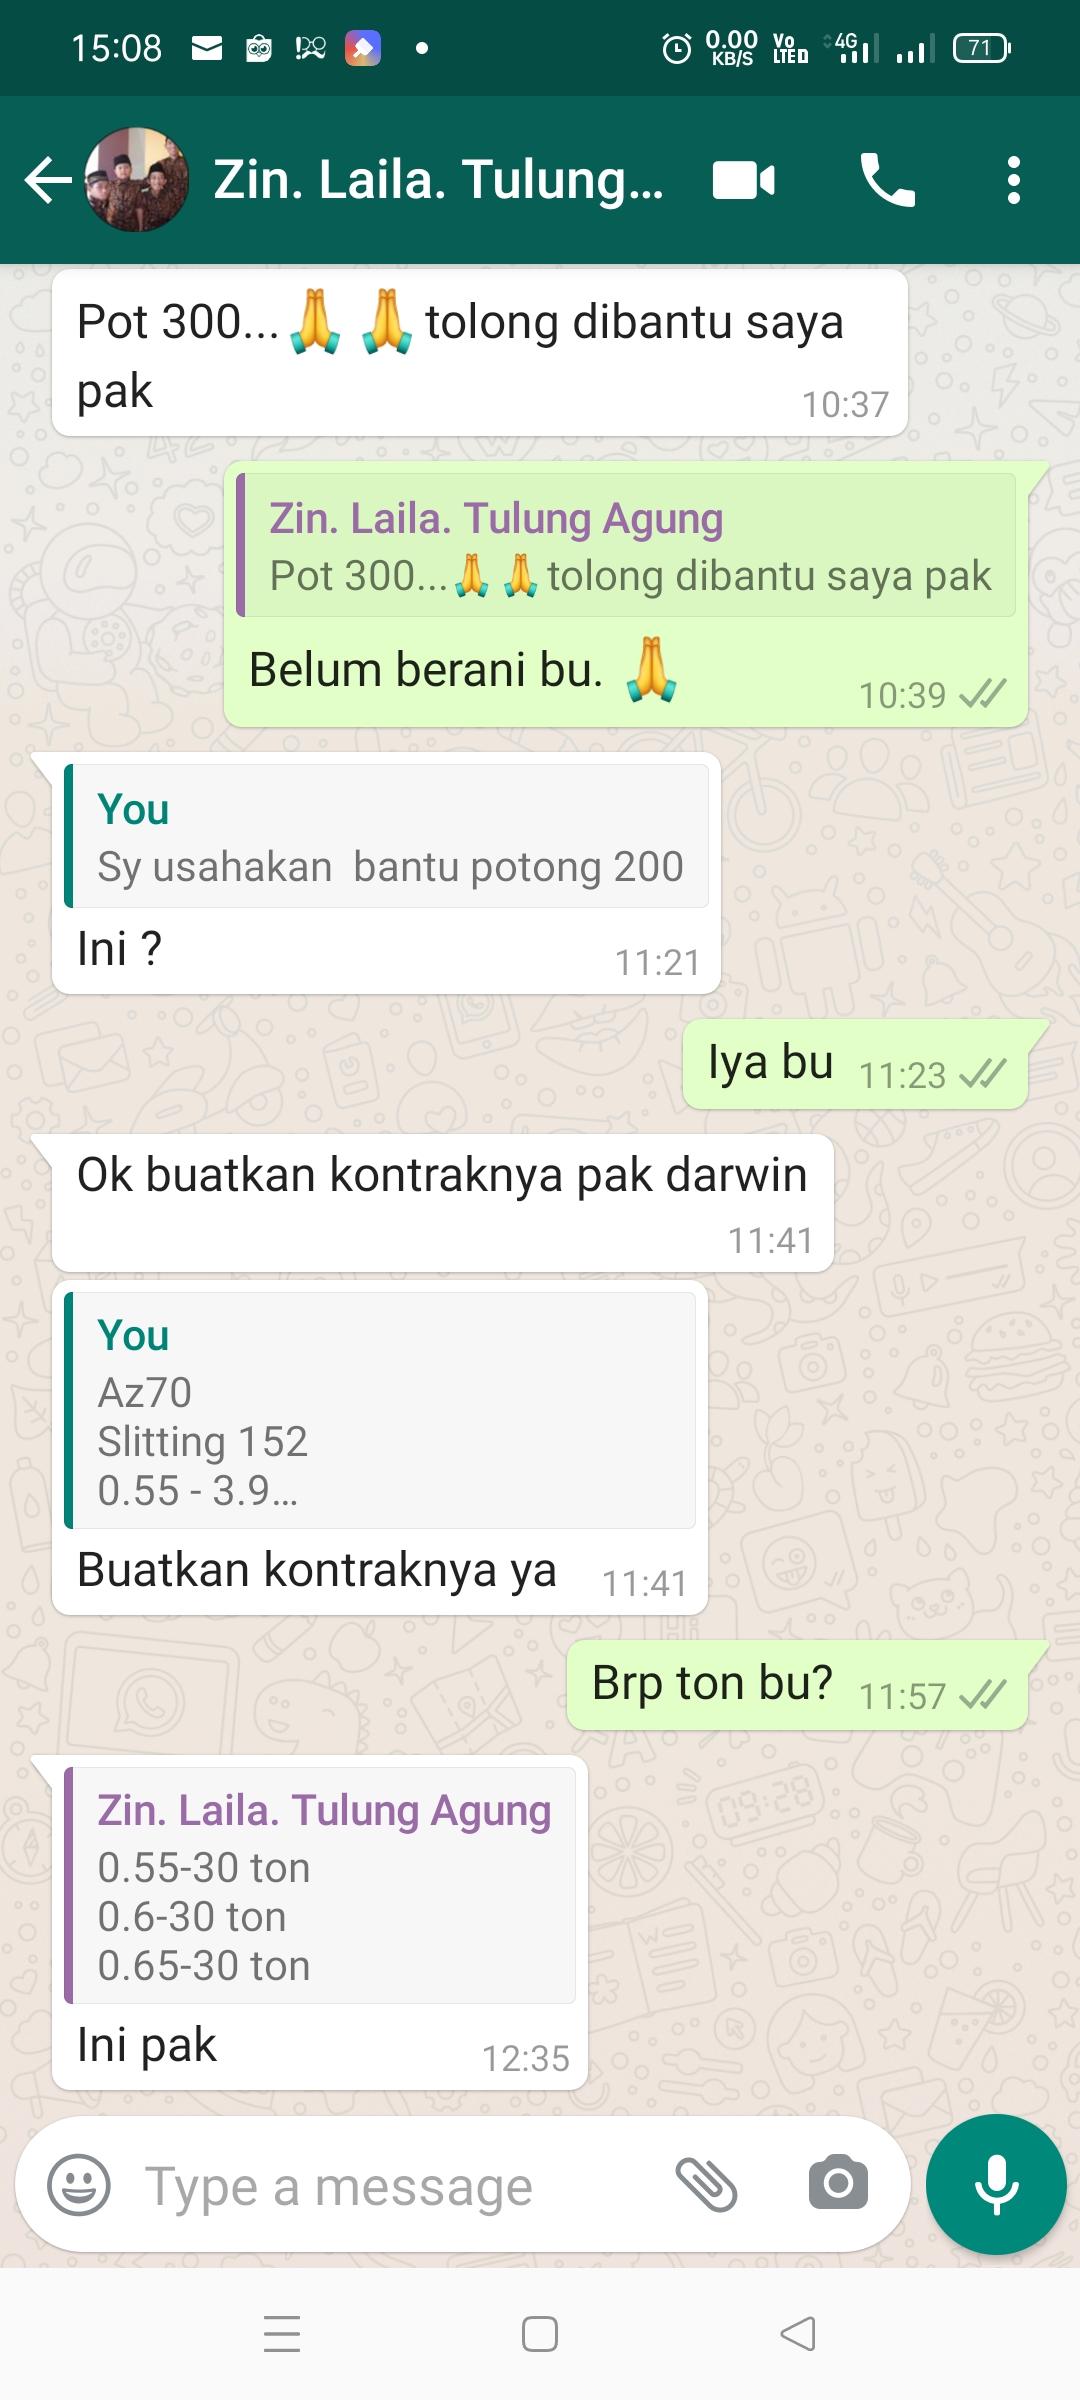 15:08
0.00
KB/S
Vo
LTE
4G
71
Zin. Laila. Tulung...
Pot 300...🙏 🙏 tolong dibantu saya
pak
10:37
Zin. Laila. Tulung Agung
Pot 300...🙏 🙏 tolong dibantu saya pak
Belum berani bu. 🙏
10:39
You
Sy usahakan  bantu potong 200
Ini ?
11:21
Iya bu
11:23
Ok buatkan kontraknya pak darwin
11:41
You
Az70
Slitting 152
0.55 - 3.9...
Buatkan kontraknya ya
11:41
Brp ton bu?
11:57
Zin. Laila. Tulung Agung
0.55-30 ton
0.6-30 ton
0.65-30 ton
Ini pak
12:35
Type a message